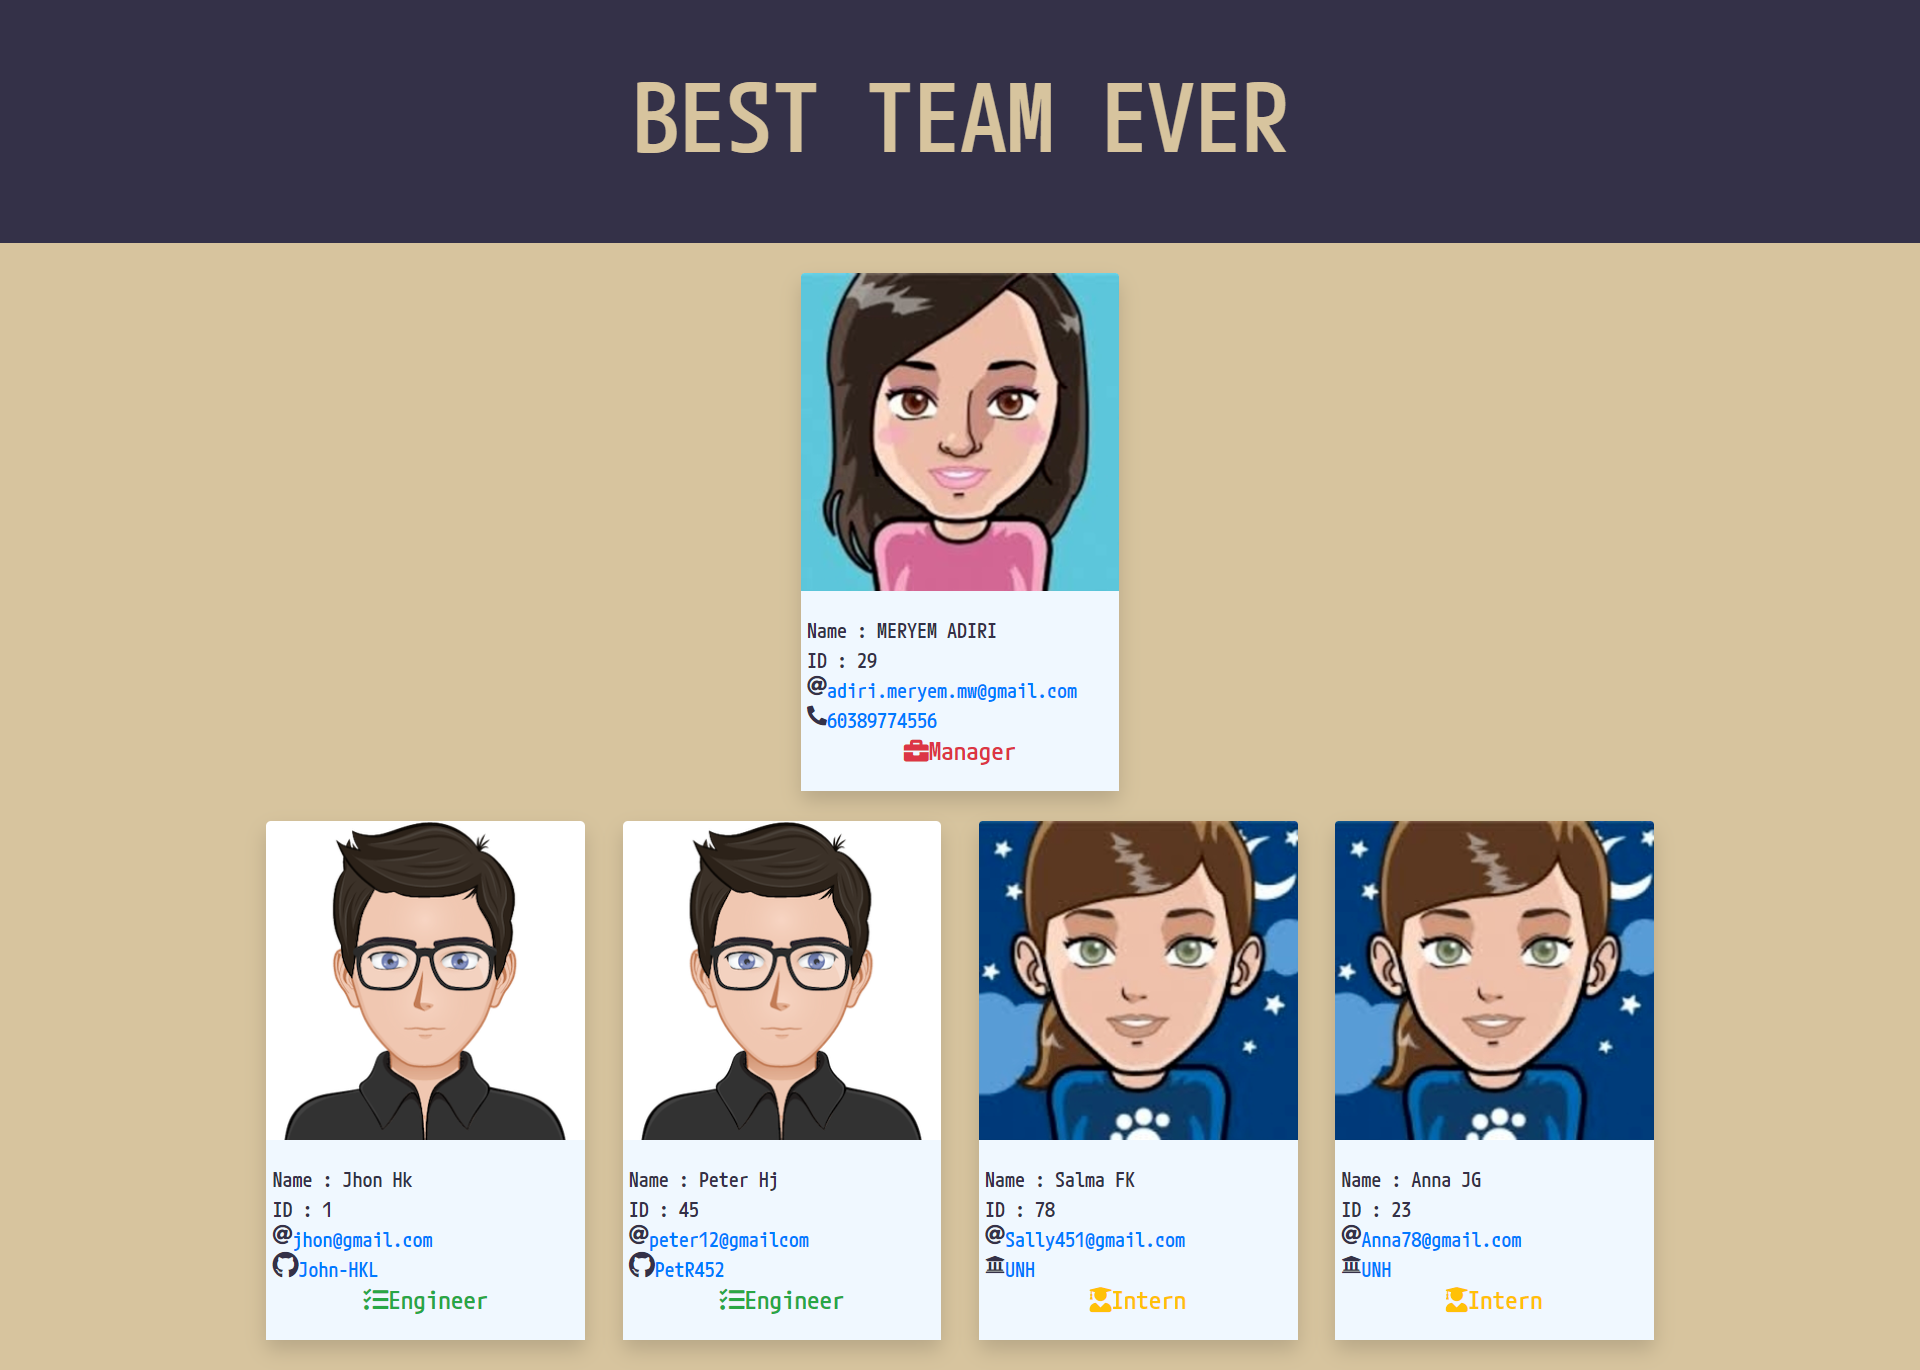 BEST TEAM EVER
Name : MERYEM ADIRI
ID : 29
@adiri.meryem.mw@gmail.com
60389774556
Manager
Name : Jhon Hk
ID : 1
@jhon@gmail.com
John-HKL
Engineer
Name : Peter Hj
ID : 45
@peter12@gmailcom
PetR452
Engineer
Name : Salma FK
ID : 78
@Sally451@gmail.com
UNH
Intern
Name : Anna JG
ID : 23
@Anna78@gmail.com
UNH
Intern